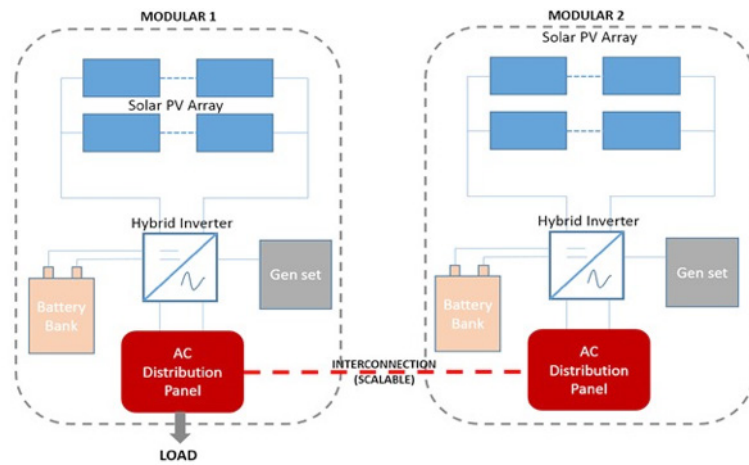 MODULAR 1
Solar PV Array
Hybrid Inverter
Gen set
Battery
Bank
AC
Distribution
Panel
LOAD
INTERCONNECTION
(SCALABLE)
MODULAR 2
Solar PV Array
Hybrid Inverter
Gen set
Battery
Bank
AC
Distribution
Panel